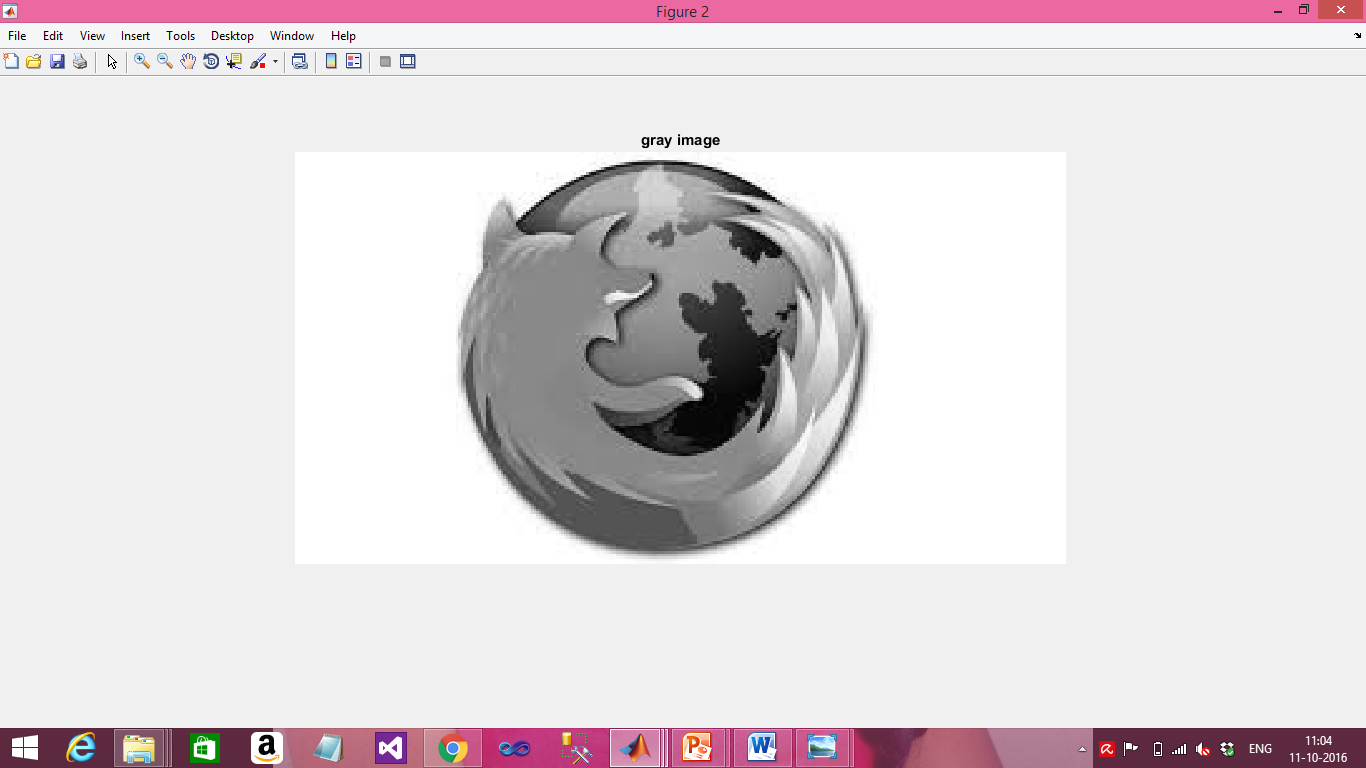 Figure 2
File Edit View Insert Tools Desktop Window Help
gray image
ENG
11:04
11-10-2016